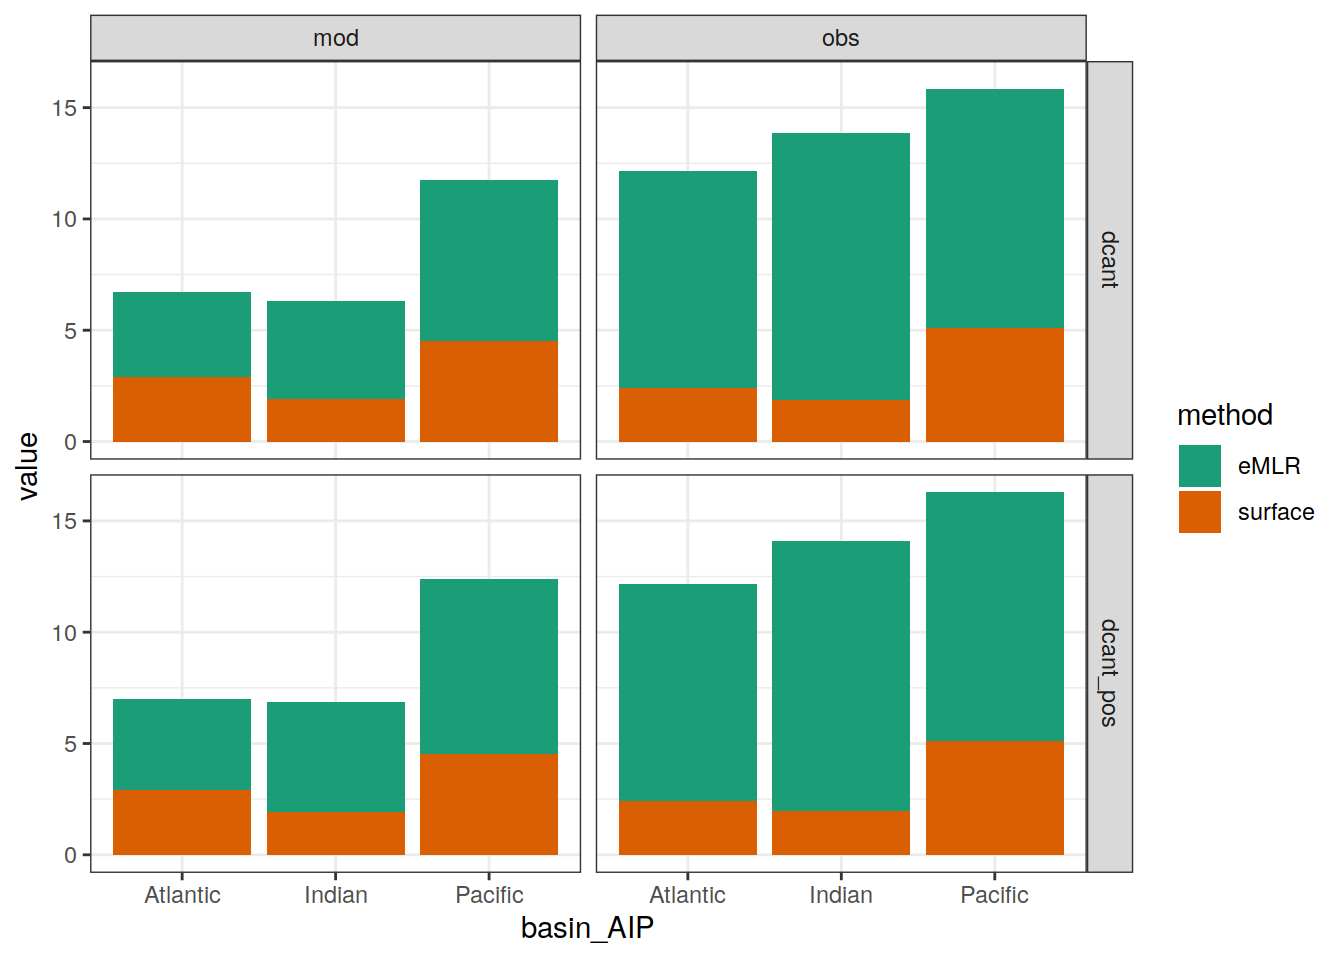 mod
obs
15
10
5
0
dcant
15
10
5
0
dcant_pos
value
Atlantic
Indian
Pacific
Atlantic
Indian
Pacific
basin_AIP
method
eMLR
surface